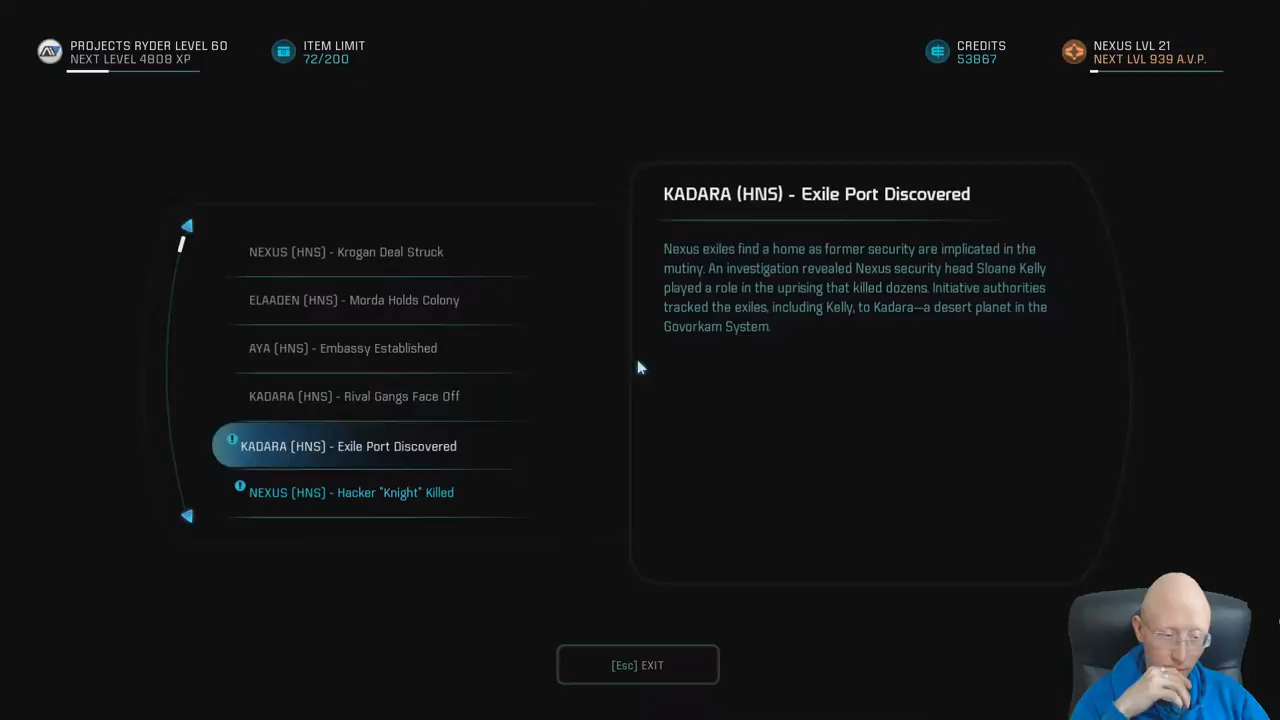 PROJECTS RYDER LEVEL 60
NEXT LEVEL 4808 XP
ITEM LIMIT
72/200
CREDITS
53867
NEXUS LVL 21
NEXT LVL 939 A.V.P.
NEXUS (HNS) - Krogan Deal Struck
ELAADEN (HNS) - Morda Holds Colony
AYA (HNS) - Embassy Established
KADARA (HNS) - Rival Gangs Face Off
KADARA (HNS) - Exile Port Discovered
NEXUS (HNS) - Hacker "Knight" Killed
KADARA (HNS) - Exile Port Discovered
Nexus exiles find a home as former security are implicated in the
mutiny. An investigation revealed Nexus security head Sloane Kelly
played a role in the uprising that killed dozens. Initiative authorities
tracked the exiles, including Kelly, to Kadara—a desert planet in the
Govorkam System.
[Esc] EXIT